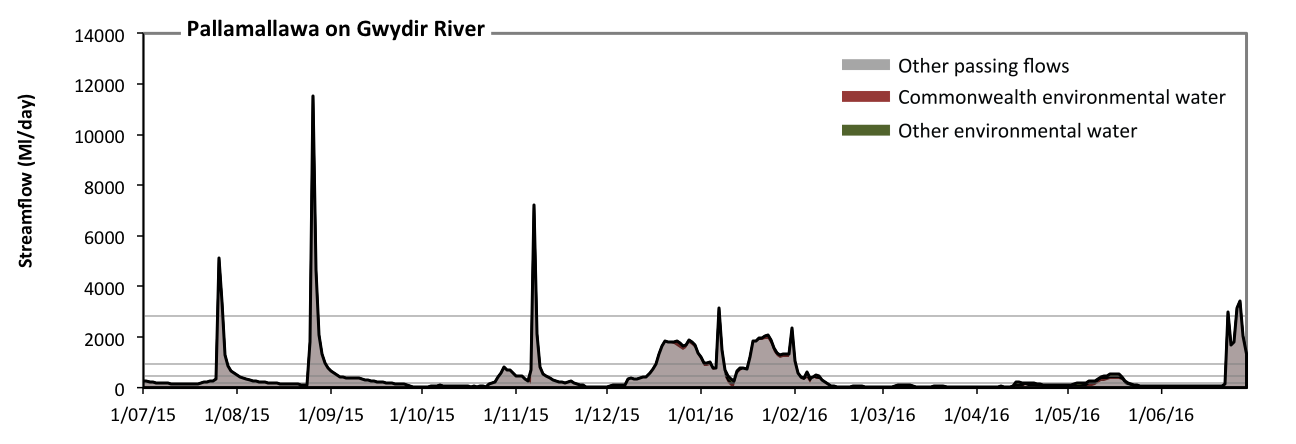 Pallamallawa on Gwydir River
Streamflow (Ml/day)
14000
12000
10000
8000
6000
4000
2000
0
Other passing flows
Commonwealth environmental water
Other environmental water
1/07/15 1/08/15 1/09/15 1/10/15 1/11/15 1/12/15 1/01/16 1/02/16 1/03/16 1/04/16 1/05/16 1/06/16